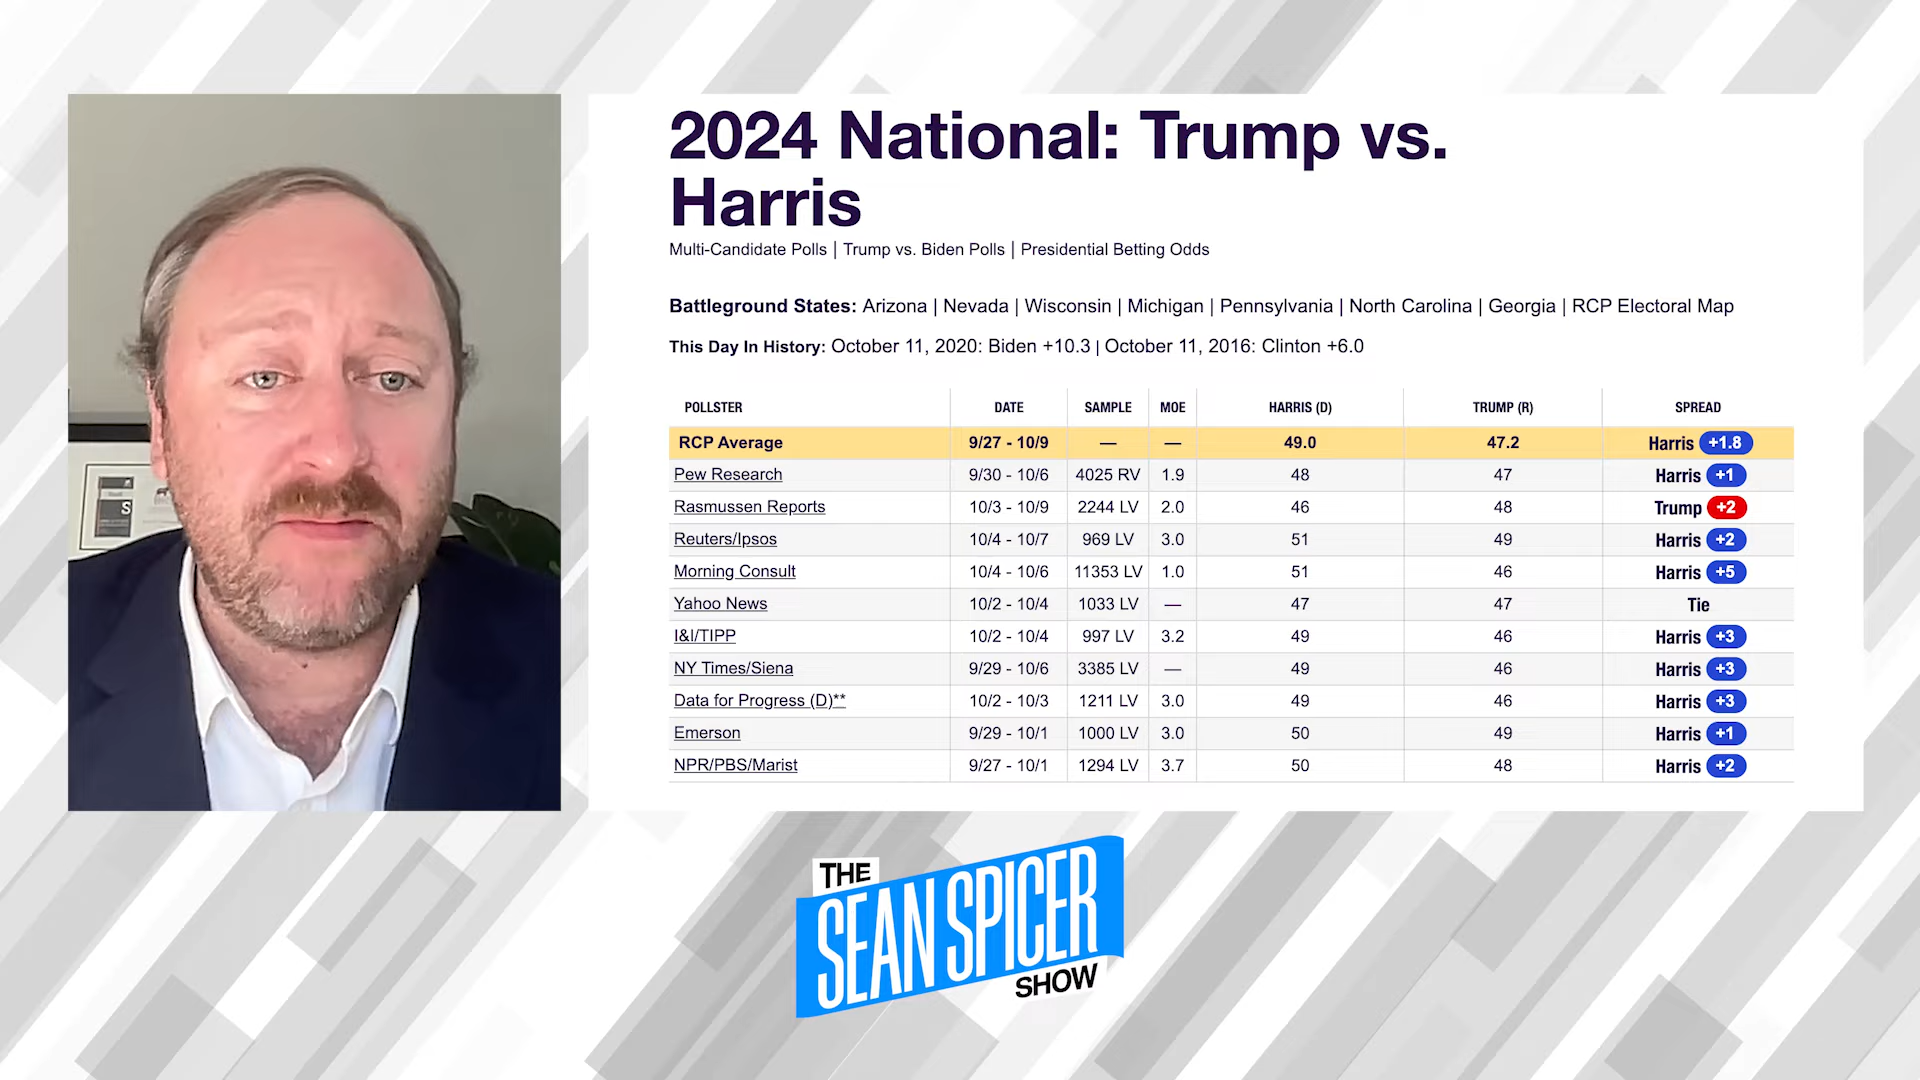 2024 National: Trump vs.
Harris
Multi-Candidate Polls | Trump vs. Biden Polls | Presidential Betting Odds
Battleground States: Arizona | Nevada | Wisconsin | Michigan | Pennsylvania | North Carolina | Georgia | RCP Electoral Map
This Day In History: October 11, 2020: Biden +10.3 | October 11, 2016: Clinton +6.0
POLLSTER DATE SAMPLE MOE HARRIS (D) TRUMP (R) SPREAD
RCP Average 9/27 - 10/9 — — 49.0 47.2 Harris +1.8
Pew Research 9/30 - 10/6 4025 RV 1.9 48 47 Harris +1
Rasmussen Reports 10/3 - 10/9 2244 LV 2.0 46 48 Trump +2
Reuters/Ipsos 10/4 - 10/7 969 LV 3.0 51 49 Harris +2
Morning Consult 10/4 - 10/6 11353 LV 1.0 51 46 Harris +5
Yahoo News 10/2 - 10/4 1033 LV — 47 47 Tie
I&I/TIPP 10/2 - 10/4 997 LV 3.2 49 46 Harris +3
NY Times/Siena 9/29 - 10/6 3385 LV — 49 46 Harris +3
Data for Progress (D)** 10/2 - 10/3 1211 LV 3.0 49 46 Harris +3
Emerson 9/29 - 10/1 1000 LV 3.0 50 49 Harris +1
NPR/PBS/Marist 9/27 - 10/1 1294 LV 3.7 50 48 Harris +2
S
THE
SEAN SPICER
SHOW